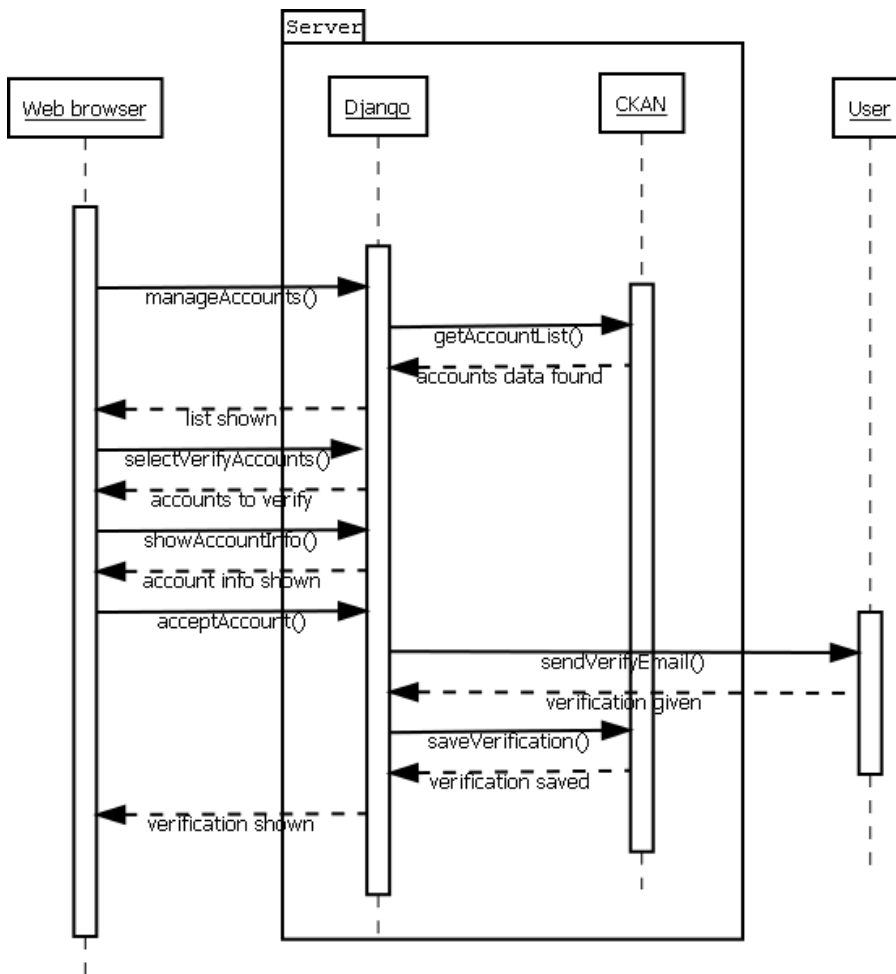 Server
Web browser
Django
CKAN
User
manageAccounts()
getAccountList()
accounts data found
list shown
selectVerifyAccounts()
accounts to verify
showAccountInfo()
account info shown
acceptAccount()
sendVerifyEmail()
verification given
saveVerification()
verification saved
verification shown